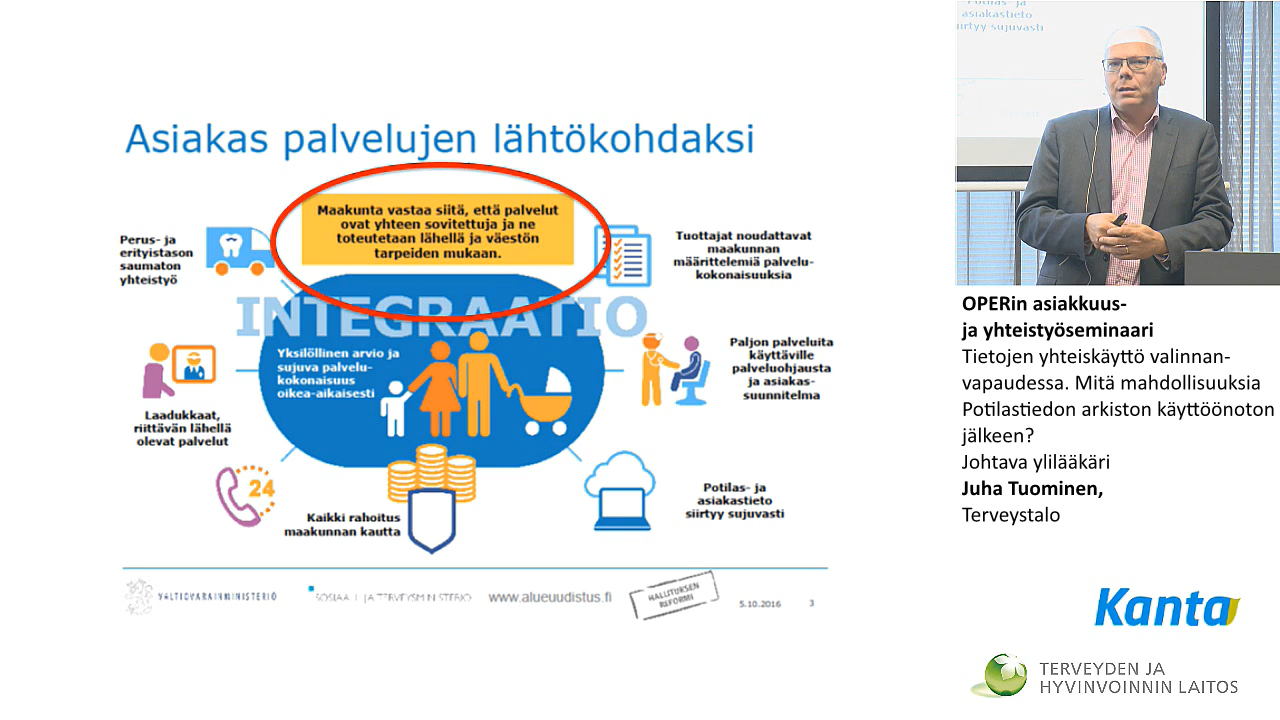 Asiakas palvelujen lähtökohdaksi
Maakunta vastaa siitä, että palvelut
ovat yhteen sovitettuja ja ne
toteutetaan lähellä ja väestön
tarpeiden mukaan.
Perus- ja
erityistason
saumaton
yhteistyö
Tuottajat noudattavat
maakunnan
määrittelemiä palvelu-
kokonaisuuksia
INTEGRAATIO
Yksilöllinen arvio ja
sujuva palvelu-
kokonaisuus
oikea-aikaisesti
Paljon palveluita
käyttäville
palveluohjausta
ja asiakas-
suunnitelma
Laadukkaat,
riittävän lähellä
olevat palvelut
24
Kaikki rahoitus
maakunnan kautta
Potilas- ja
asiakastieto
siirtyy sujuvasti
VALTIOVARAINMINISTERIÖ
SOSIAALI- JA TERVEYSMINISTERIÖ
www.alueuudistus.fi
HALLITUKSEN
REFORMI
5.10.2016
3
asiakastieto
siirtyy sujuvasti
OPERin asiakkuus-
ja yhteistyöseminaari
Tietojen yhteiskäyttö valinnan-
vapaudessa. Mitä mahdollisuuksia
Potilastiedon arkiston käyttöönoton
jälkeen?
Johtava ylilääkäri
Juha Tuominen,
Terveystalo
Kanta
TERVEYDEN JA
HYVINVOINNIN LAITOS